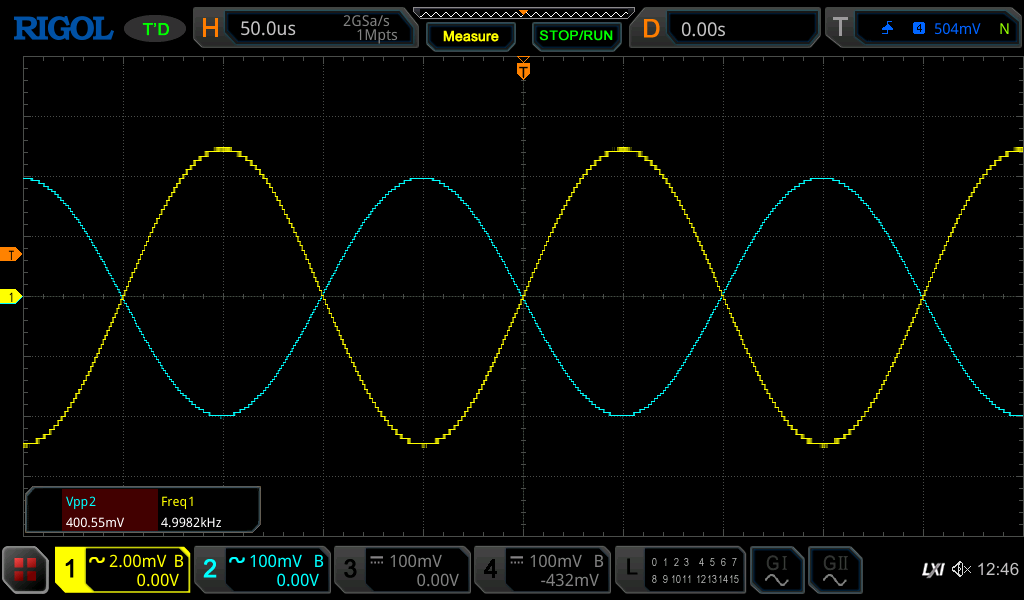 RIGOL T'D H 50.0us 2GSa/s 1Mpts Measure STOP/RUN D 0.00s T 4 504mV N
T
T
1
Vpp2 Freq1
400.55mV 4.9982kHz
1 2.00mV B 0.00V
2 100mV B 0.00V
3 100mV 0.00V
4 100mV -432mV
L 0 1 2 3 4 5 6 7
8 9 10 11 12 13 14 15
GI GII
LXI 12:46